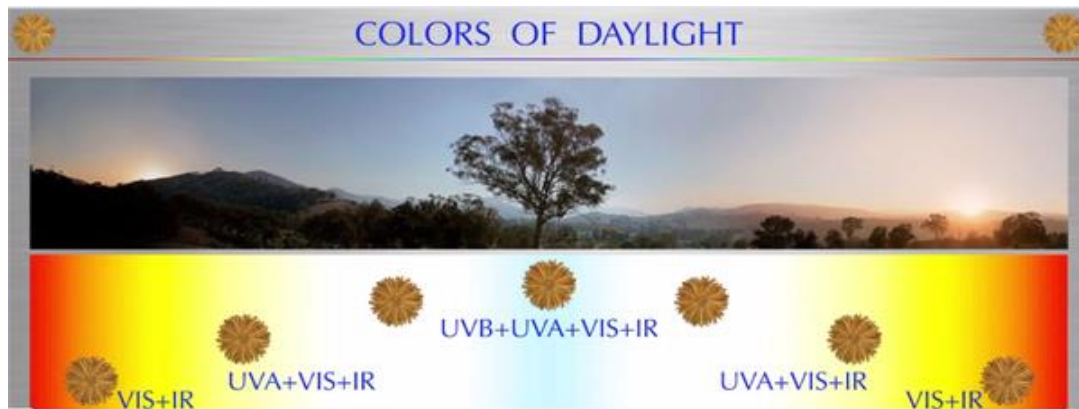 COLORS OF DAYLIGHT
UVB+UVA+VIS+IR
UVA+VIS+IR
UVA+VIS+IR
VIS+IR
VIS+IR